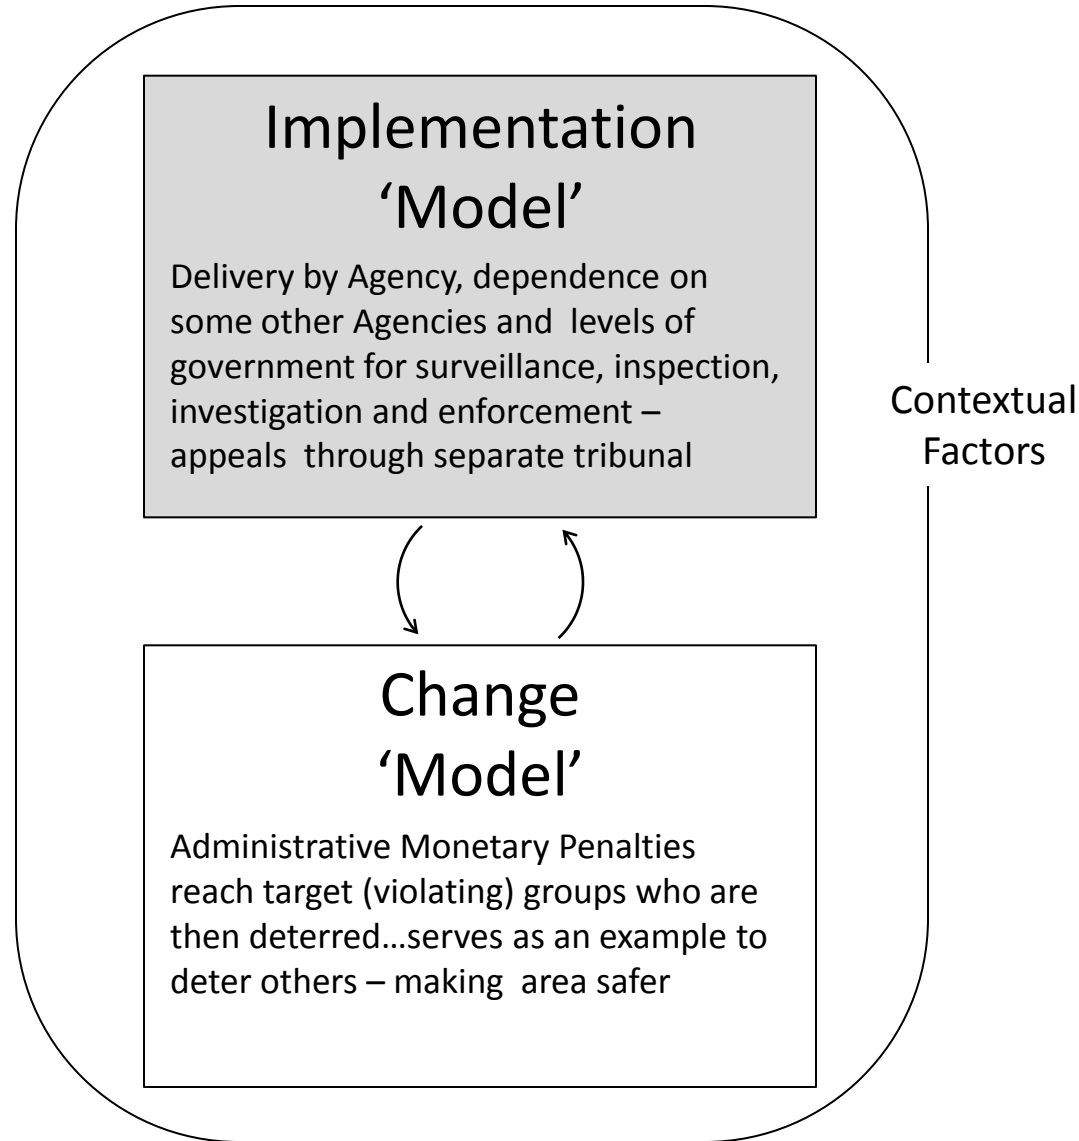 Implementation
‘Model’
Delivery by Agency, dependence on
some other Agencies and  levels of
government for surveillance, inspection,
investigation and enforcement –
appeals  through separate tribunal
Contextual
Factors
Change
‘Model’
Administrative Monetary Penalties
reach target (violating) groups who are
then deterred…serves as an example to
deter others – making  area safer